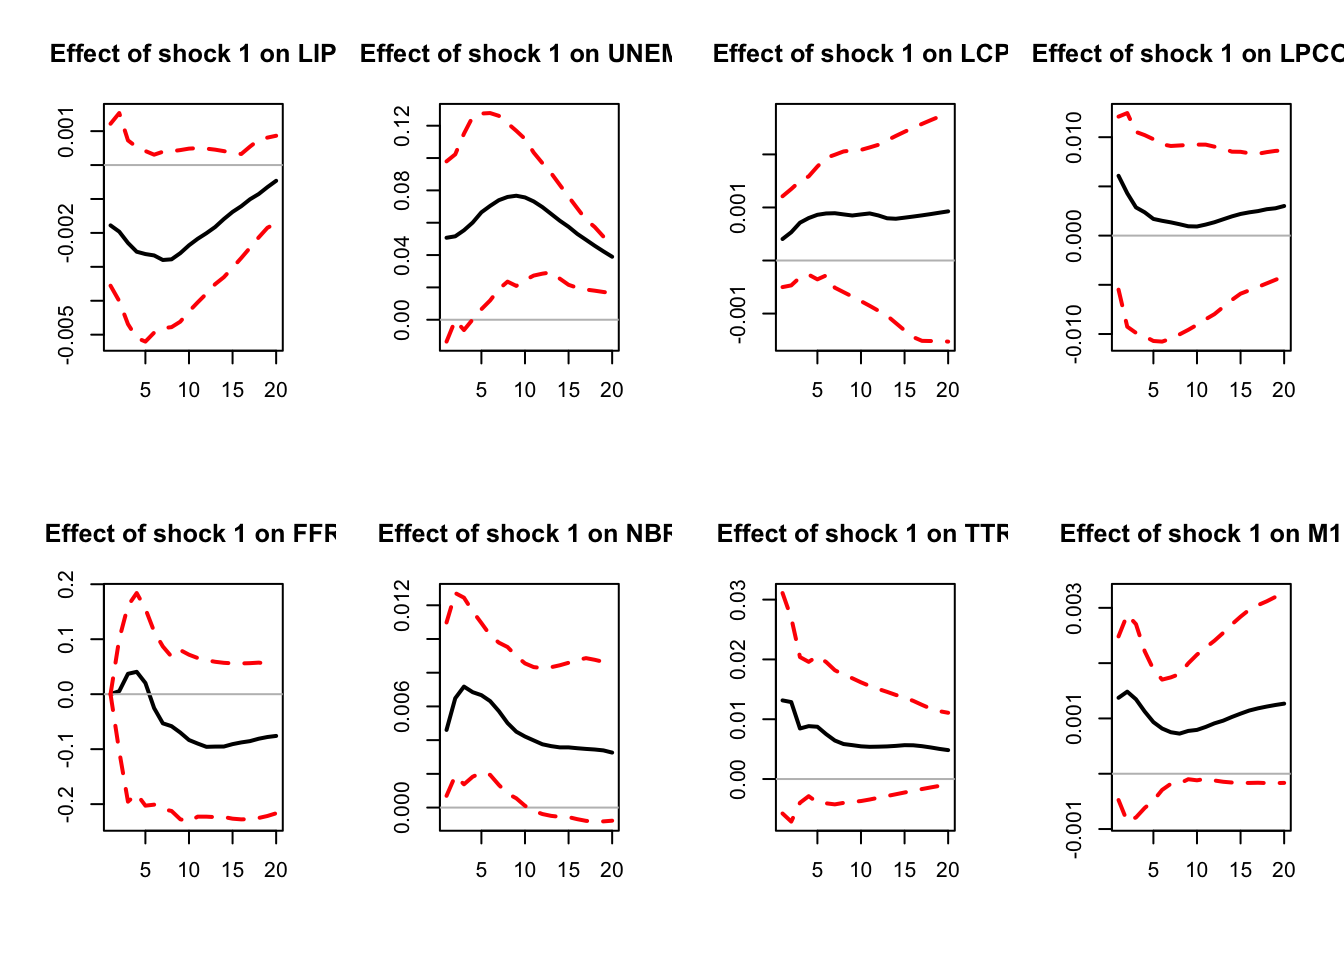 Effect of shock 1 on LIP
Effect of shock 1 on UNEM
Effect of shock 1 on LCP
Effect of shock 1 on LPCO
0.001
-0.002
-0.005
5 10 15 20
0.12
0.08
0.04
0.00
5 10 15 20
0.001
-0.001
5 10 15 20
0.010
0.000
-0.010
5 10 15 20
Effect of shock 1 on FFR
Effect of shock 1 on NBR
Effect of shock 1 on TTR
Effect of shock 1 on M1
0.2
0.1
0.0
-0.1
-0.2
5 10 15 20
0.012
0.006
0.000
5 10 15 20
0.03
0.02
0.01
0.00
5 10 15 20
0.003
0.001
-0.001
5 10 15 20